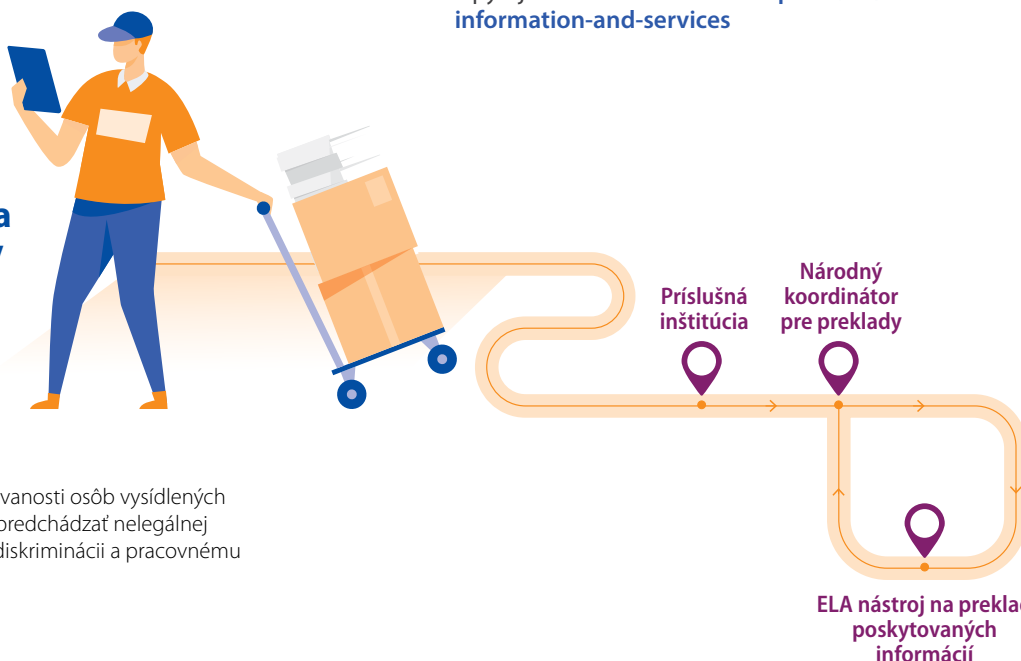 information-and-services
a
Príslušná
inštitúcia
Národný
koordinátor
pre preklady
vanosti osôb vysídlených
predchádzať nelegálnej
diskriminácii a pracovnému
ELA nástroj na preklad
poskytovaných
informácií